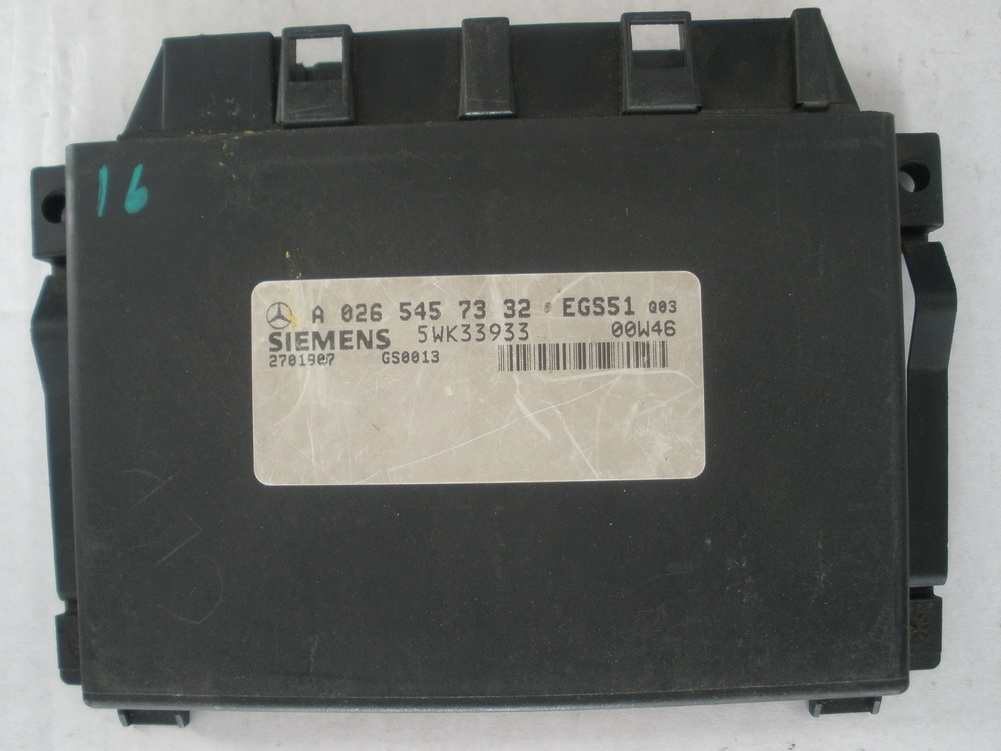 16
A 026 545 73 32 EGS51 Q03
SIEMENS 5WK33933 00W46
2701907 GS0013